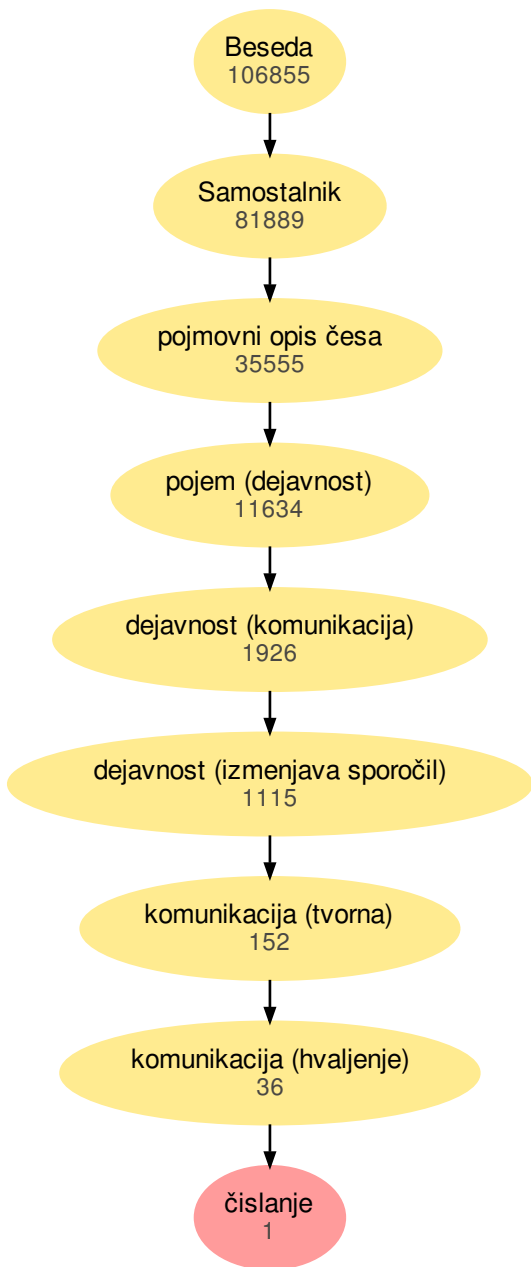 Beseda
106855
Samostalnik
81889
pojmovni opis česa
35555
pojem (dejavnost)
11634
dejavnost (komunikacija)
1926
dejavnost (izmenjava sporočil)
1115
komunikacija (tvorna)
152
komunikacija (hvaljenje)
36
čislanje
1